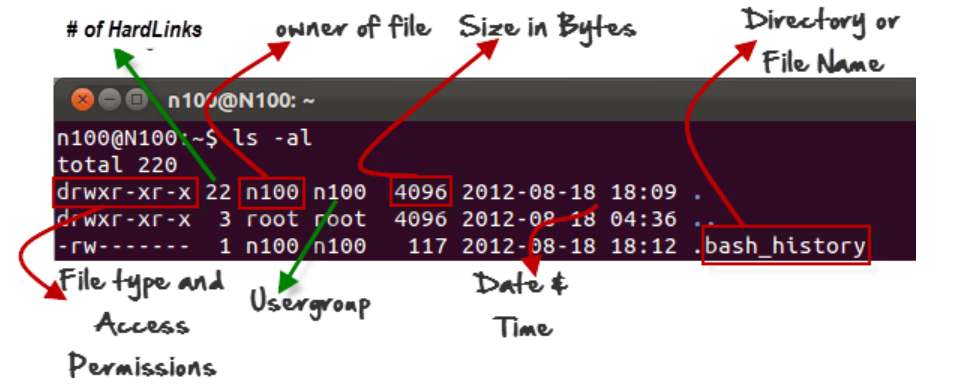 # of HardLinks owner of file Size in Bytes Directory or
File Name
n100@N100: ~
n100@N100:~$ ls -al
total 220
drwxr-xr-x 22 n100 n100 4096 2012-08-18 18:09 .
drwxr-xr-x 3 root root 4096 2012-08-18 04:36 ..
-rw------- 1 n100 n100 117 2012-08-18 18:12 .bash_history
File type and
Access
Permissions
Usergroup
Date &
Time